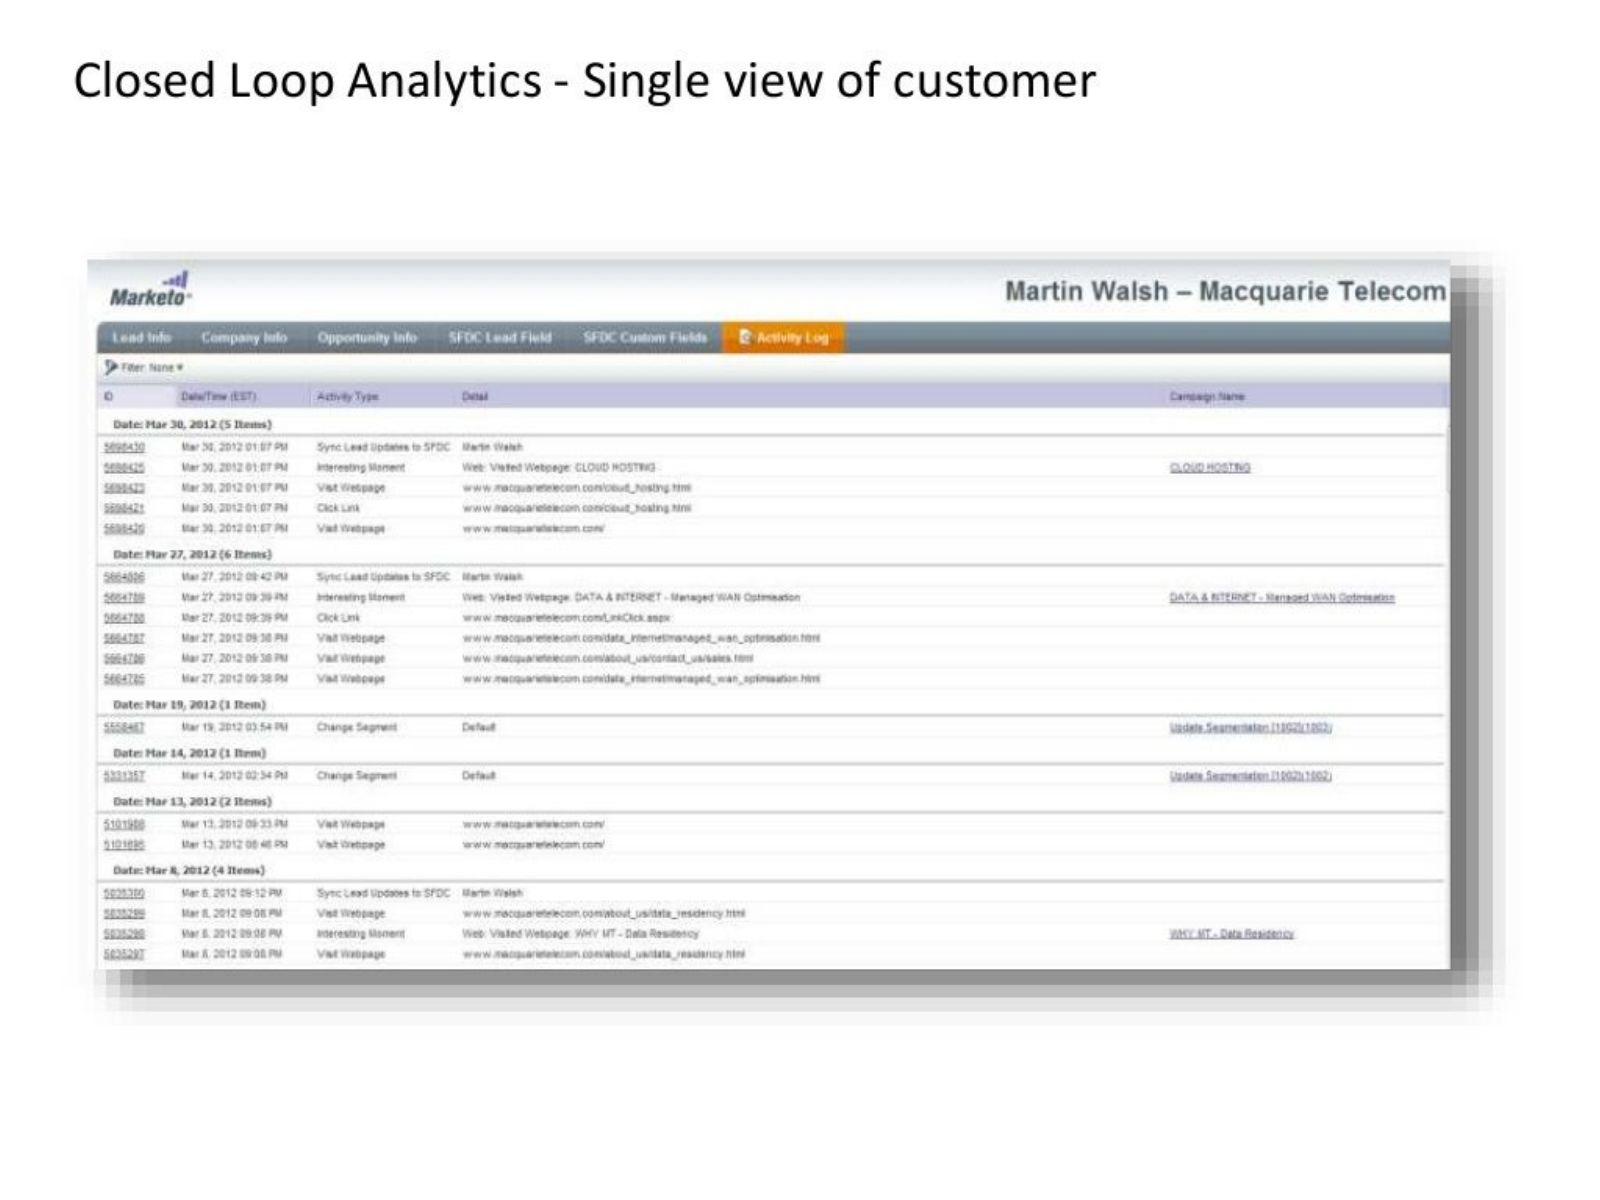 Closed Loop Analytics - Single view of customer
Marketo
Martin Walsh – Macquarie Telecom
Lead Info Company Info Opportunity Info SFDC Lead Field SFDC Custom Fields Activity Log
Filter: None
ID Date/Time (EST) Activity Type Detail Campaign Name
Date: Mar 30, 2012 (5 Items)
5698430 Mar 30, 2012 01:07 PM Sync Lead Updates to SFDC Martin Walsh
5698425 Mar 30, 2012 01:07 PM Interesting Moment Web: Visited Webpage: CLOUD HOSTING CLOUD HOSTING
5698423 Mar 30, 2012 01:07 PM Visit Webpage www.macquarietelecom.com/cloud_hosting.html
5698421 Mar 30, 2012 01:07 PM Click Link www.macquarietelecom.com/cloud_hosting.html
5698420 Mar 30, 2012 01:07 PM Visit Webpage www.macquarietelecom.com/
Date: Mar 27, 2012 (6 Items)
Mar 27, 2012 09:42 PM Sync Lead Updates to SFDC Martin Walsh
5664789 Mar 27, 2012 09:39 PM Interesting Moment Web: Visited Webpage: DATA & INTERNET - Managed WAN Optimisation DATA & INTERNET - Managed WAN Optimisation
5664788 Mar 27, 2012 09:39 PM Click Link www.macquarietelecom.com/LinkClick.aspx
5664787 Mar 27, 2012 09:38 PM Visit Webpage www.macquarietelecom.com/data_internet/managed_wan_optimisation.html
5664786 Mar 27, 2012 09:38 PM Visit Webpage www.macquarietelecom.com/about_us/contact_us/sales.html
5664785 Mar 27, 2012 09:38 PM Visit Webpage www.macquarietelecom.com/data_internet/managed_wan_optimisation.html
Date: Mar 19, 2012 (1 Item)
5558467 Mar 19, 2012 03:54 PM Change Segment Default Update Segmentation
Date: Mar 14, 2012 (1 Item)
5331357 Mar 14, 2012 02:34 PM Change Segment Default Update Segmentation
Date: Mar 13, 2012 (2 Items)
5101988 Mar 13, 2012 09:33 PM Visit Webpage www.macquarietelecom.com/
Mar 13, 2012 08:46 PM Visit Webpage www.macquarietelecom.com/
Date: Mar 8, 2012 (4 Items)
5035300 Mar 8, 2012 09:12 PM Sync Lead Updates to SFDC Martin Walsh
5035299 Mar 8, 2012 09:08 PM Visit Webpage www.macquarietelecom.com/about_us/data_residency.html
5035298 Mar 8, 2012 09:08 PM Interesting Moment Web: Visited Webpage: WHY MT - Data Residency WHY MT - Data Residency
5035297 Mar 8, 2012 09:08 PM Visit Webpage www.macquarietelecom.com/about_us/data_residency.html